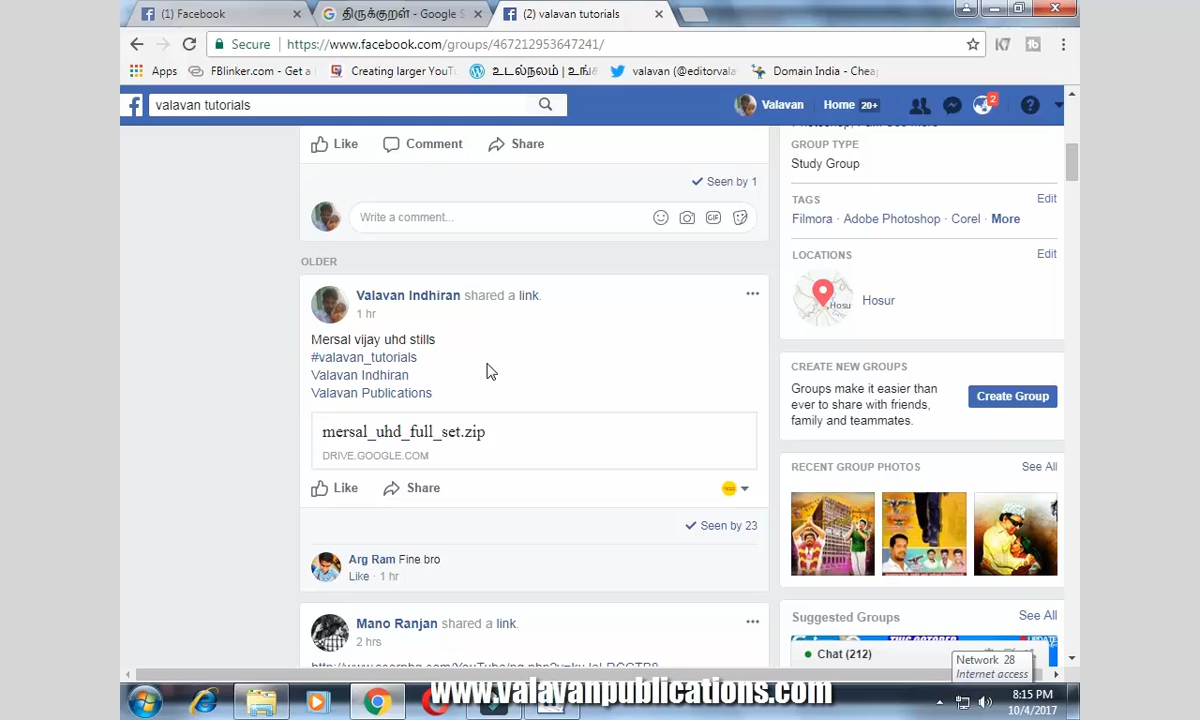 (1) Facebook
திருக்குறள் - Google S
(2) valavan tutorials
Secure https://www.facebook.com/groups/467212953647241/
Apps FBlinker.com - Get a Creating larger YouT உடல்நலம் | உங் valavan (@editorvala Domain India - Cheap
valavan tutorials
Valavan Home 20+ 2
Like Comment Share
Seen by 1
Write a comment...
GIF
OLDER
Valavan Indhiran shared a link.
1 hr
Mersal vijay uhd stills
#valavan_tutorials
Valavan Indhiran
Valavan Publications
mersal_uhd_full_set.zip
DRIVE.GOOGLE.COM
Like Share
Seen by 23
Arg Ram Fine bro
Like · 1 hr
Mano Ranjan shared a link.
2 hrs
GROUP TYPE
Study Group
TAGS Edit
Filmora · Adobe Photoshop · Corel · More
LOCATIONS Edit
Hosu
Hosur
CREATE NEW GROUPS
Groups make it easier than
ever to share with friends,
family and teammates.
Create Group
RECENT GROUP PHOTOS See All
Suggested Groups See All
Chat (212)
Network 28
Internet access
www.valavanpublications.com
8:15 PM
10/4/2017